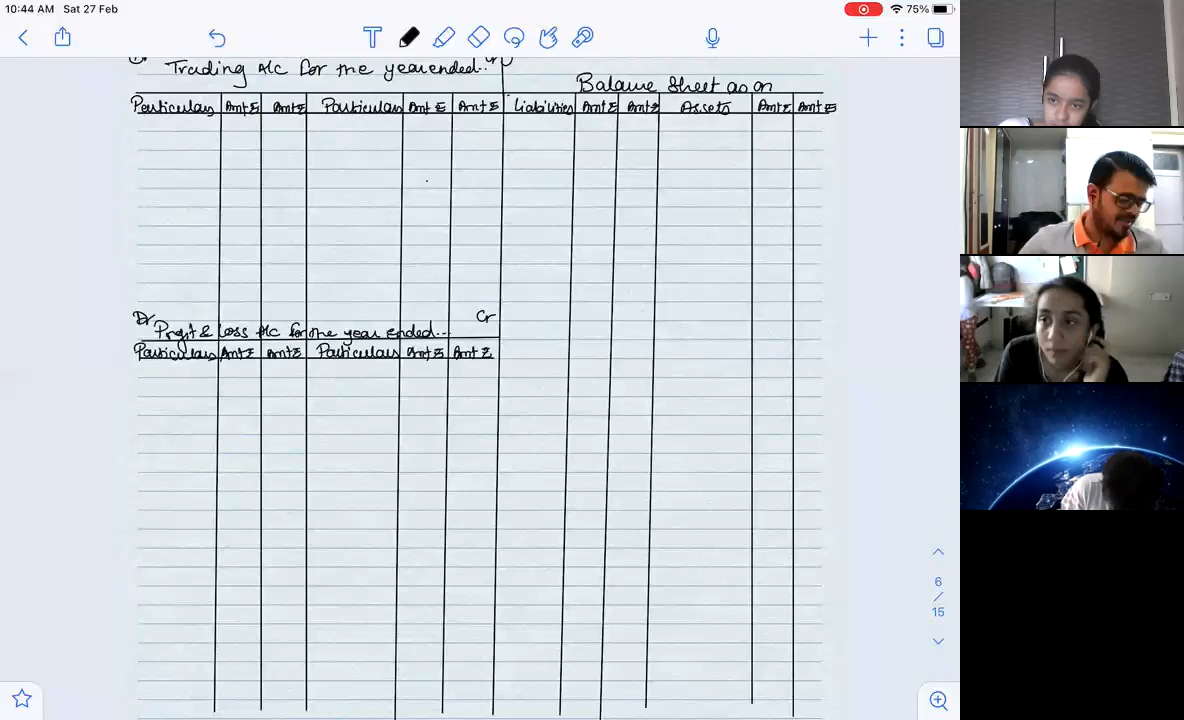 10:44 AM Sat 27 Feb
75%
Trading A/c for the year ended..
Cr
Balance Sheet as on
Particulars Amt ₹ Amt ₹ Particulars Amt ₹ Amt ₹ Liabilities Amt ₹ Amt ₹ Assets Amt ₹ Amt ₹
Dr
Cr
Profit & Loss A/c for the year ended...
Particulars Amt ₹ Amt ₹ Particulars Amt ₹ Amt ₹
6
/
15